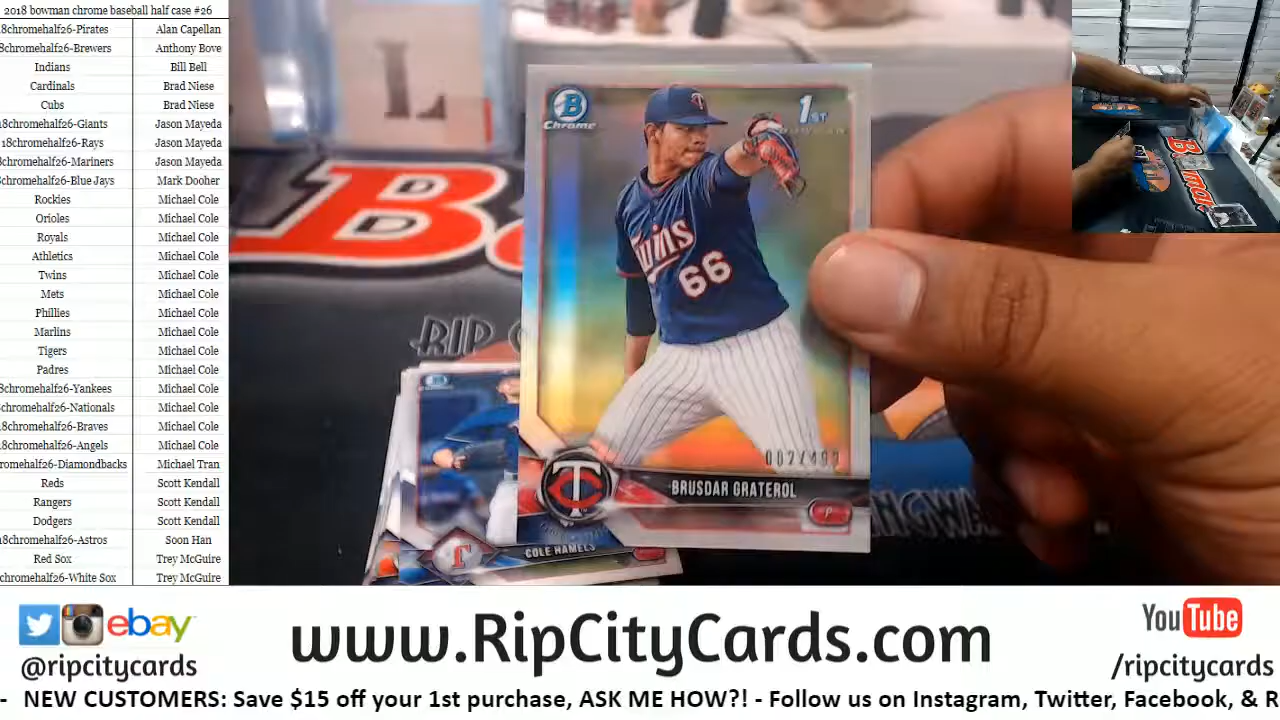 2018 bowman chrome baseball half case #26
8chromehalf26-Pirates Alan Capellan
8chromehalf26-Brewers Anthony Bove
Indians Bill Bell
Cardinals Brad Niese
Cubs Brad Niese
8chromehalf26-Giants Jason Mayeda
18chromehalf26-Rays Jason Mayeda
8chromehalf26-Mariners Jason Mayeda
chromehalf26-Blue Jays Mark Dooher
Rockies Michael Cole
Orioles Michael Cole
Royals Michael Cole
Athletics Michael Cole
Twins Michael Cole
Mets Michael Cole
Phillies Michael Cole
Marlins Michael Cole
Tigers Michael Cole
Padres Michael Cole
8chromehalf26-Yankees Michael Cole
chromehalf26-Nationals Michael Cole
8chromehalf26-Braves Michael Cole
18chromehalf26-Angels Michael Cole
romehalf26-Diamondbacks Michael Tran
Reds Scott Kendall
Rangers Scott Kendall
Dodgers Scott Kendall
18chromehalf26-Astros Soon Han
Red Sox Trey McGuire
chromehalf26-White Sox Trey McGuire
L
B
Chrome
1ST
BOWMAN
T
Twins
66
RIP
BRUSDAR GRATEROL
P
TC
COLE HAMELS
T
ebay
@ripcitycards
www.RipCityCards.com
YouTube
/ripcitycards
- NEW CUSTOMERS: Save $15 off your 1st purchase, ASK ME HOW?! - Follow us on Instagram, Twitter, Facebook, & R